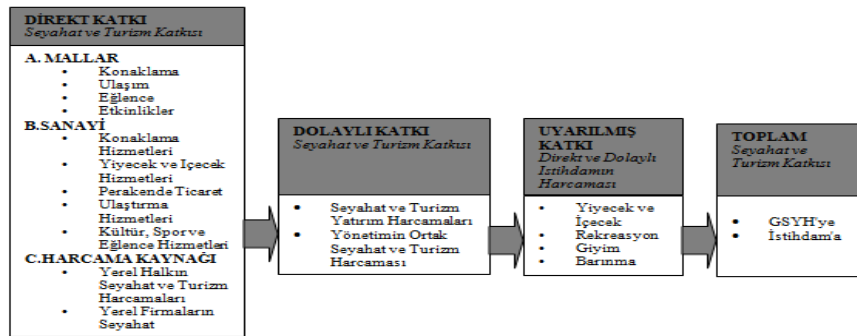 DİREKT KATKI
Seyahat ve Turizm Katkısı
A. MALLAR
• Konaklama
• Ulaşım
• Eğlence
• Etkinlikler
B.SANAYİ
• Konaklama
Hizmetleri
• Yiyecek ve İçecek
Hizmetleri
• Perakende Ticaret
• Ulaştırma
Hizmetleri
• Kültür, Spor ve
Eğlence Hizmetleri
C.HARCAMA KAYNAĞI
• Yerel Halkın
Seyahat ve Turizm
Harcamaları
• Yerel Firmaların
Seyahat
DOLAYLI KATKI
Seyahat ve Turizm Katkısı
• Seyahat ve Turizm
Yatırım Harcamaları
• Yönetimin Ortak
Seyahat ve Turizm
Harcaması
UYARILMIŞ
KATKI
Direkt ve Dolaylı
Istihdamın
Harcaması
• Yiyecek ve
İçecek
• Rekreasyon
• Giyim
• Barınma
TOPLAM
Seyahat ve
Turizm Katkısı
• GSYH'ye
• İstihdam'a